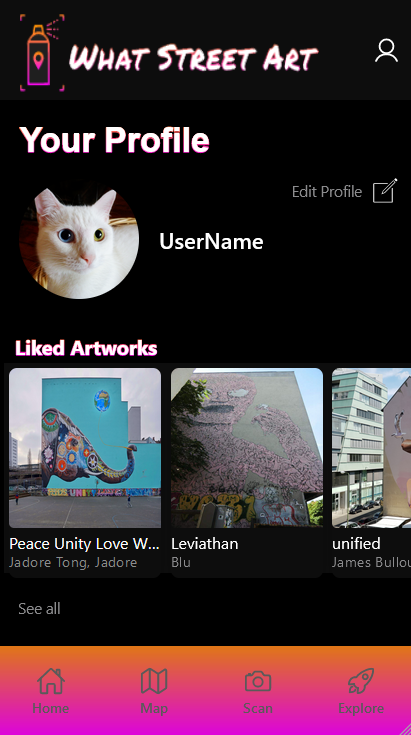 What Street Art
Your Profile
Edit Profile
UserName
Liked Artworks
Peace Unity Love W...
Jadore Tong, Jadore
Leviathan
Blu
unified
James Bullou
See all
Home
Map
Scan
Explore